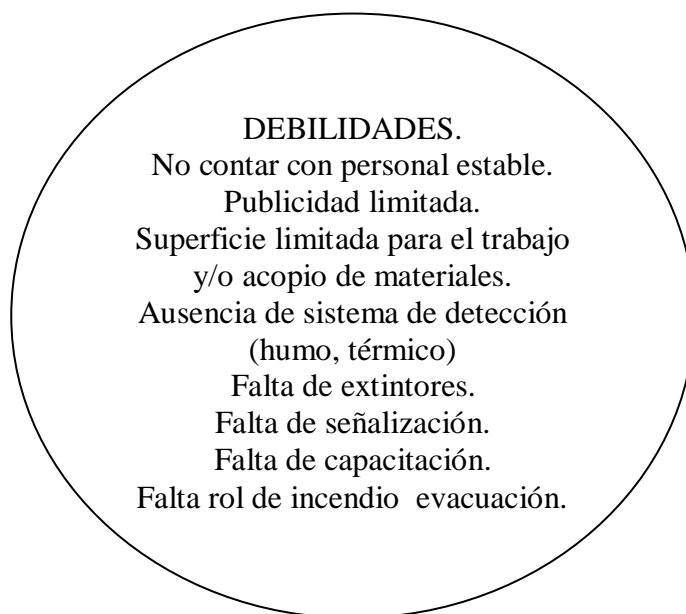 DEBILIDADES.
No contar con personal estable.
Publicidad limitada.
Superficie limitada para el trabajo
y/o acopio de materiales.
Ausencia de sistema de detección
(humo, térmico)
Falta de extintores.
Falta de señalización.
Falta de capacitación.
Falta rol de incendio  evacuación.